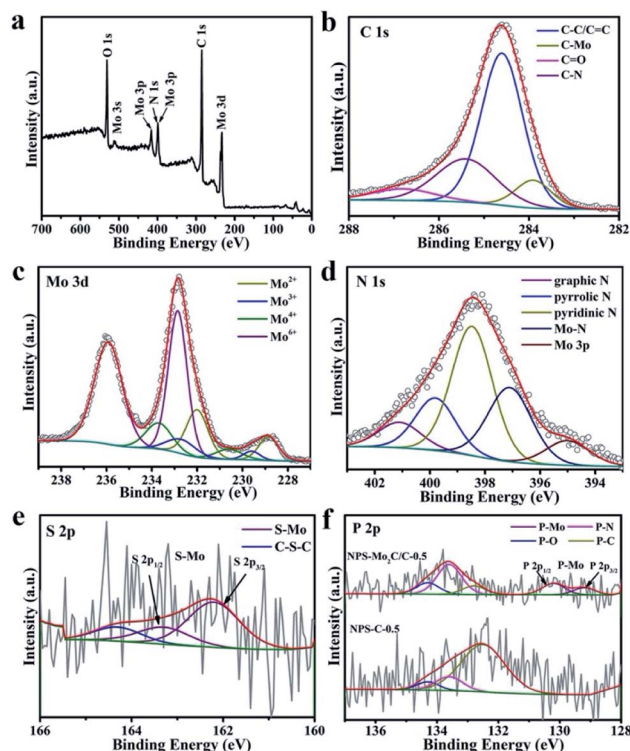 a
O 1s
Mo 3s
Mo 3p
N 1s
Mo 3p
C 1s
Mo 3d
Intensity (a.u.)
700 600 500 400 300 200 100 0
Binding Energy (eV)
b
C 1s
C-C/C=C
C-Mo
C=O
C-N
Intensity (a.u.)
288 286 284 282
Binding Energy (eV)
c
Mo 3d
Mo2+
Mo3+
Mo4+
Mo6+
Intensity (a.u.)
238 236 234 232 230 228
Binding Energy (eV)
d
N 1s
graphic N
pyrrolic N
pyridinic N
Mo-N
Mo 3p
Intensity (a.u.)
402 400 398 396 394
Binding Energy (eV)
e
S 2p
S-Mo
C-S-C
S-Mo
S 2p1/2
S 2p3/2
Intensity (a.u.)
166 164 162 160
Binding Energy (eV)
f
P 2p
P-Mo P-N
P-O P-C
NPS-Mo2C/C-0.5
P 2p1/2 P-Mo P 2p3/2
NPS-C-0.5
Intensity (a.u.)
136 134 132 130 128
Binding Energy (eV)